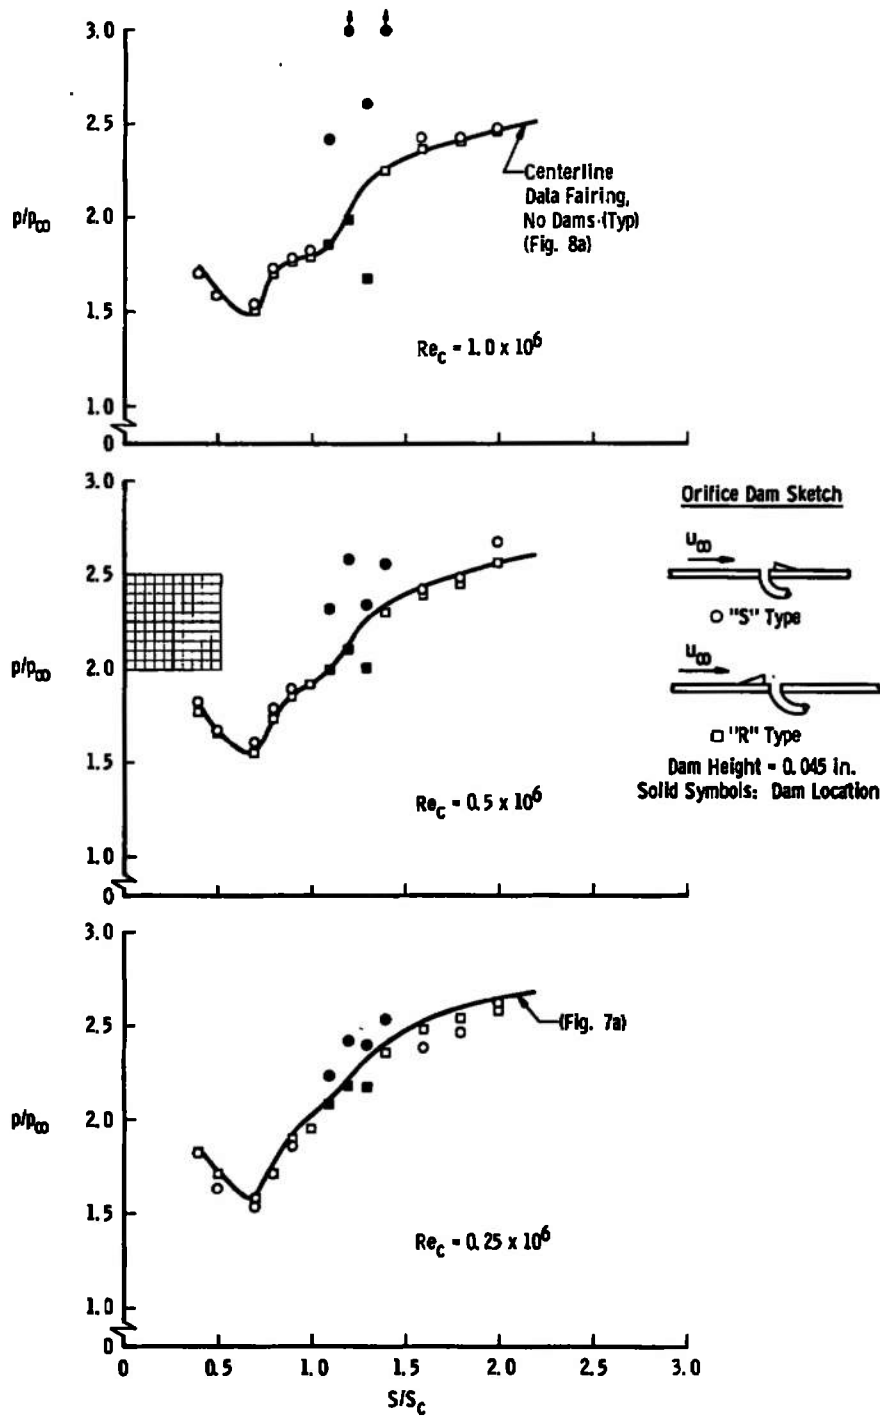 3.0
2.5
2.0
1.5
1.0
0
p/p∞
Centerline
Data Fairing,
No Dams (Typ)
(Fig. 8a)
Re_c = 1.0 x 10^6
3.0
2.5
2.0
1.5
1.0
0
p/p∞
Re_c = 0.5 x 10^6
Orifice Dam Sketch
u∞
"S" Type
u∞
"R" Type
Dam Height = 0.045 in.
Solid Symbols: Dam Location
3.0
2.5
2.0
1.5
1.0
0
p/p∞
(Fig. 7a)
Re_c = 0.25 x 10^6
0 0.5 1.0 1.5 2.0 2.5 3.0
S/S_c